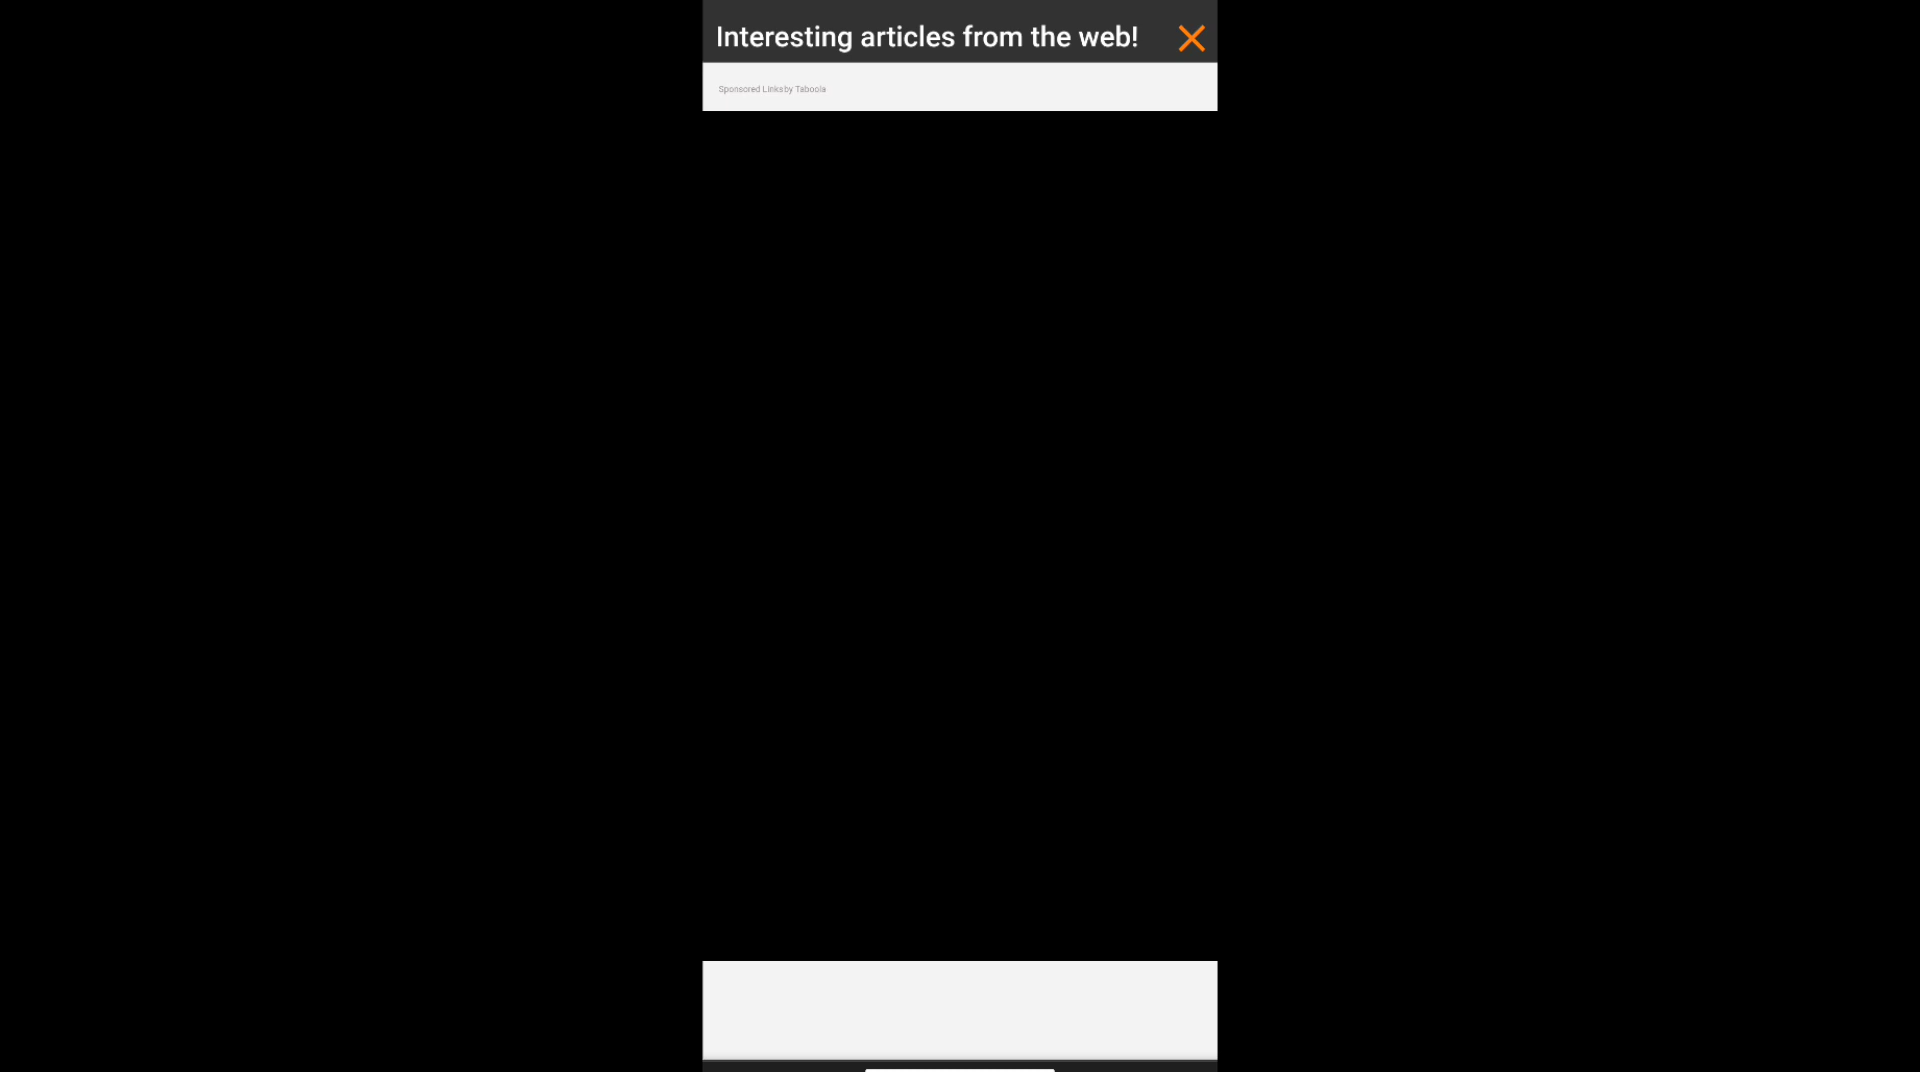 Interesting articles from the web!
Sponsored Links by Taboola